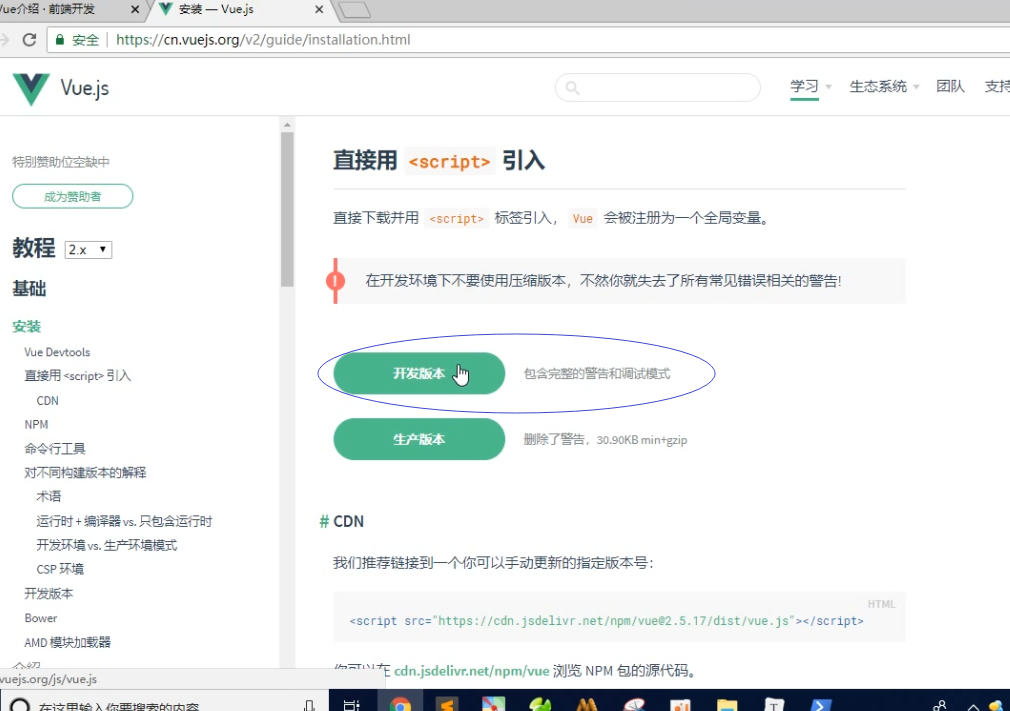 Vue介绍 · 前端开发
安装 — Vue.js
安全 https://cn.vuejs.org/v2/guide/installation.html
Vue.js
学习
生态系统
团队
支持
特别赞助位空缺中
成为赞助者
教程 2.x
基础
安装
Vue Devtools
直接用 <script> 引入
CDN
NPM
命令行工具
对不同构建版本的解释
术语
运行时 + 编译器 vs. 只包含运行时
开发环境 vs. 生产环境模式
CSP 环境
开发版本
Bower
AMD 模块加载器
介绍
直接用 <script> 引入
直接下载并用 <script> 标签引入，Vue 会被注册为一个全局变量。
在开发环境下不要使用压缩版本，不然你就失去了所有常见错误相关的警告!
开发版本 包含完整的警告和调试模式
生产版本 删除了警告，30.90KB min+gzip
# CDN
我们推荐链接到一个你可以手动更新的指定版本号：
HTML
<script src="https://cdn.jsdelivr.net/npm/vue@2.5.17/dist/vue.js"></script>
你可以在 cdn.jsdelivr.net/npm/vue 浏览 NPM 包的源代码。
vuejs.org/js/vue.js
在这里输入你要搜索的内容